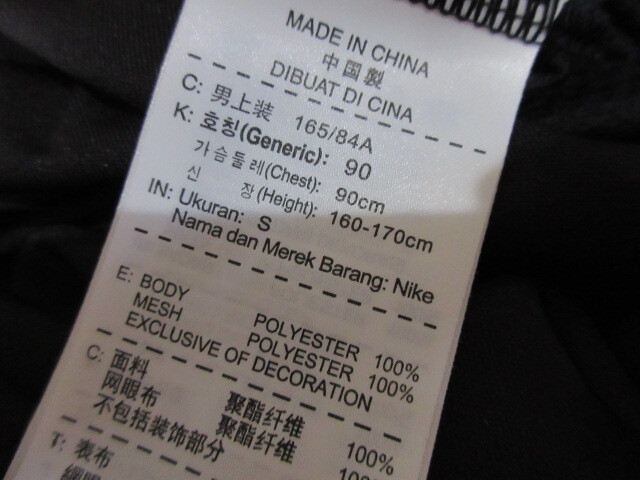 MADE IN CHINA
中国製
DIBUAT DI CINA
C: 男上装 165/84A
K: 호칭(Generic): 90
가슴둘레(Chest): 90cm
신 장(Height): 160-170cm
IN: Ukuran: S
Nama dan Merek Barang: Nike
E: BODY POLYESTER 100%
MESH POLYESTER 100%
EXCLUSIVE OF DECORATION
C: 面料 聚酯纤维 100%
网眼布 聚酯纤维
不包括装饰部分
T: 表布